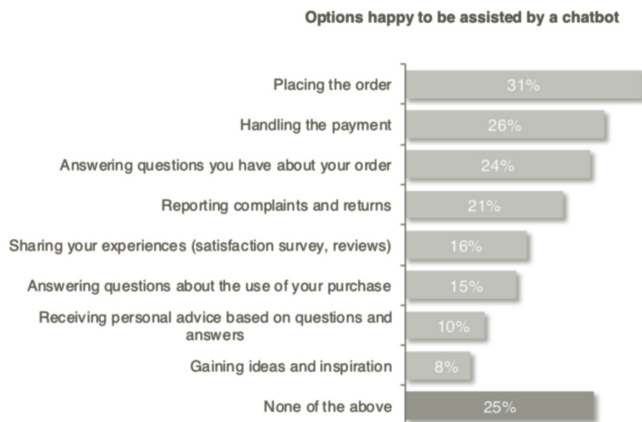 Options happy to be assisted by a chatbot
Placing the order 31%
Handling the payment 26%
Answering questions you have about your order 24%
Reporting complaints and returns 21%
Sharing your experiences (satisfaction survey, reviews) 16%
Answering questions about the use of your purchase 15%
Receiving personal advice based on questions and
answers 10%
Gaining ideas and inspiration 8%
None of the above 25%